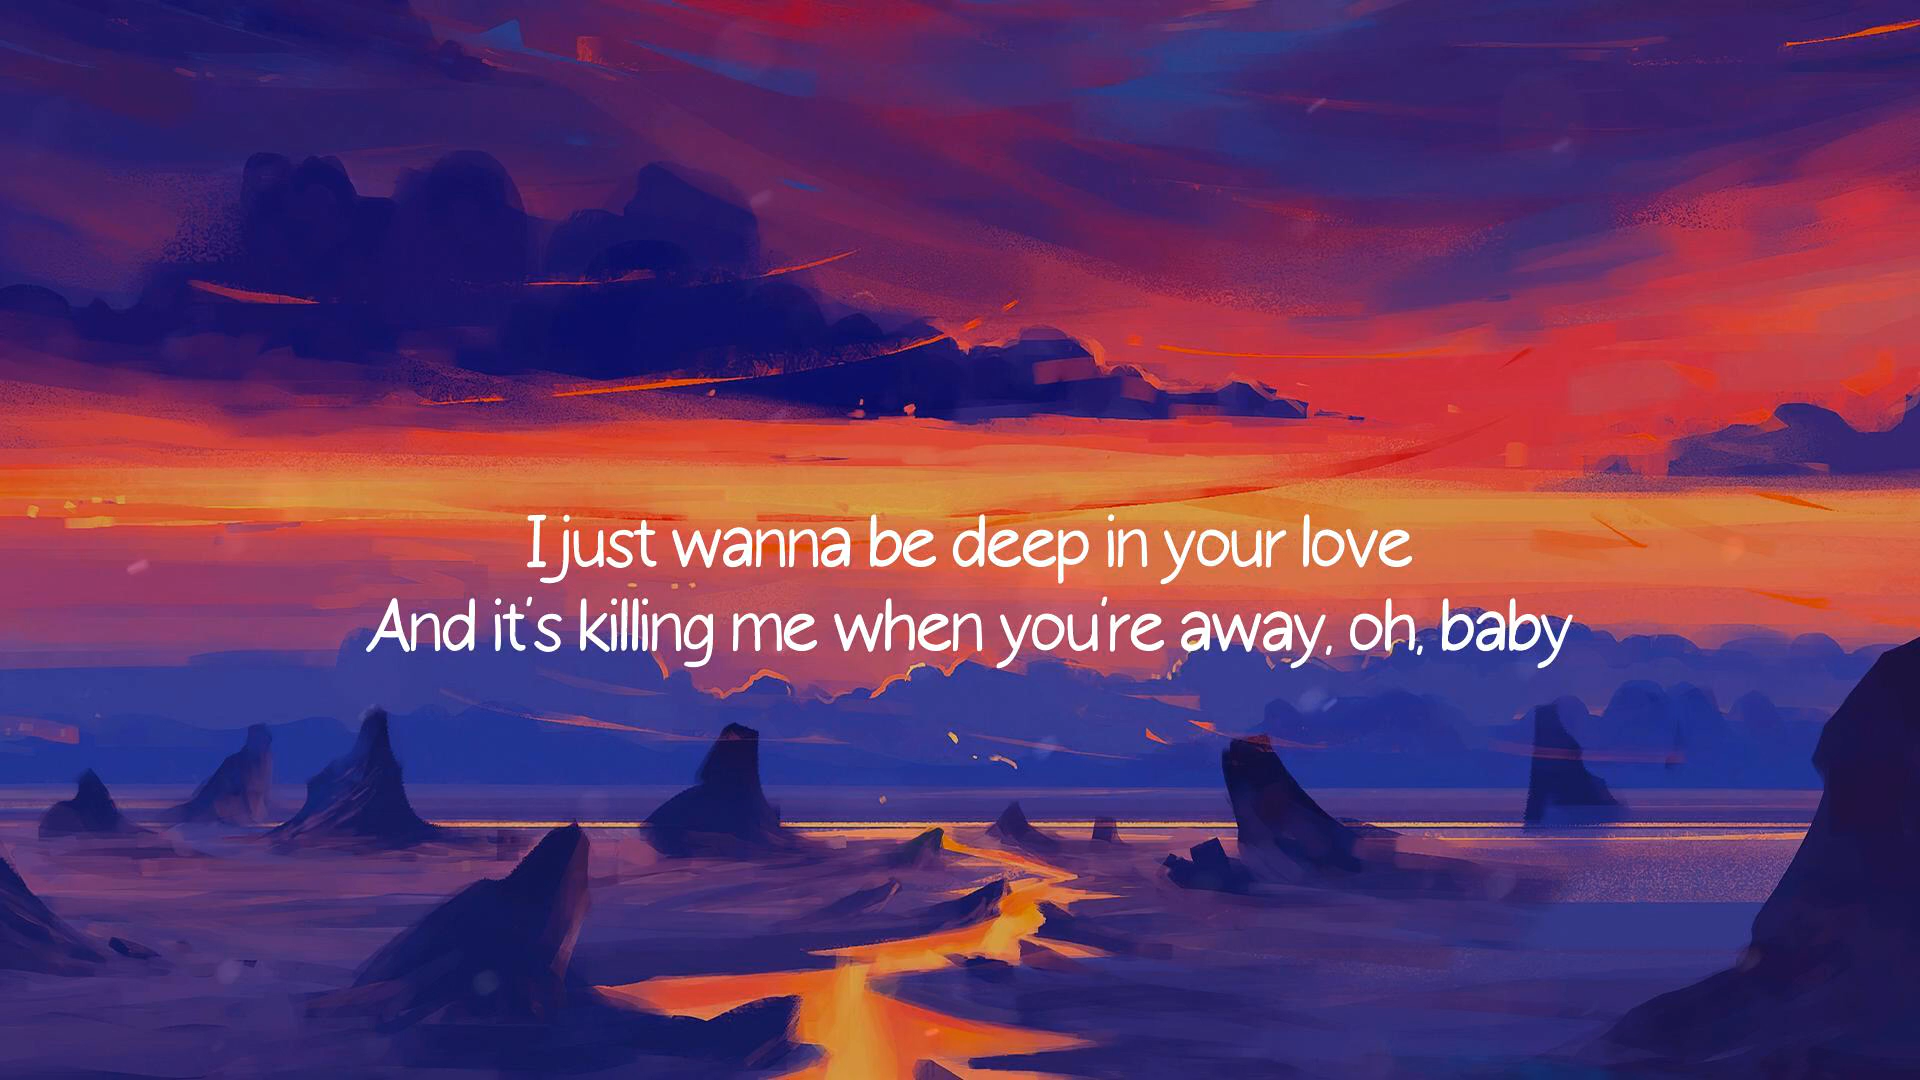 I just wanna be deep in your love
And it's killing me when you're away, oh, baby